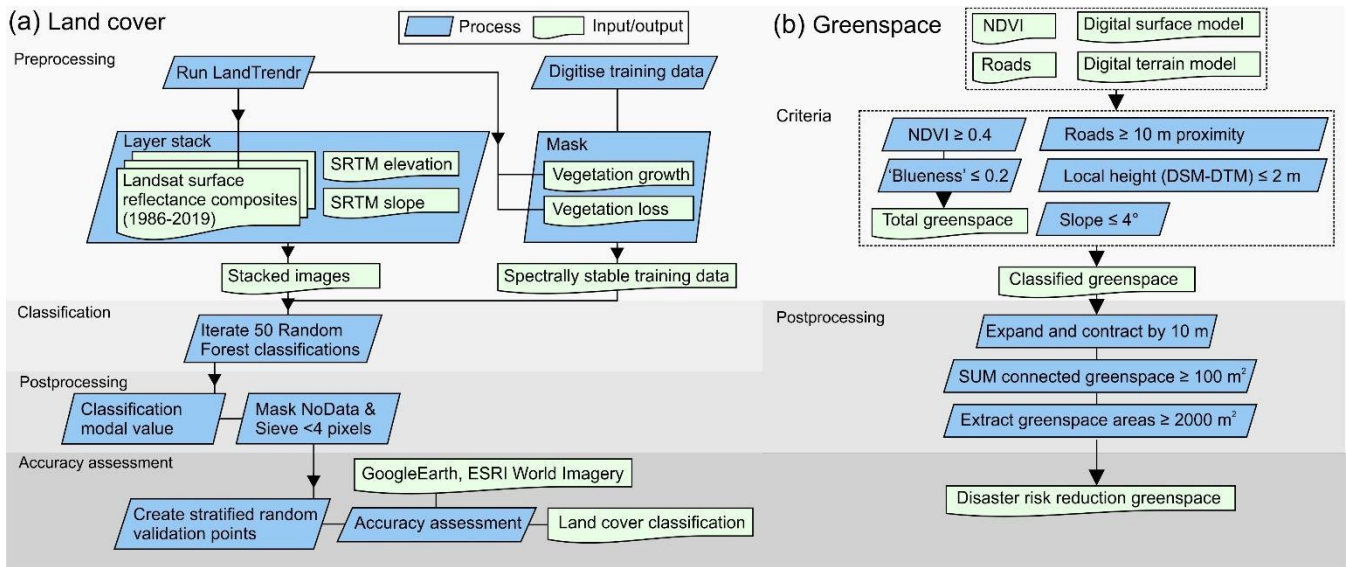 (a) Land cover
Process
Input/output
Preprocessing
Run LandTrendr
Digitise training data
Layer stack
Landsat surface
reflectance composites
(1986-2019)
SRTM elevation
SRTM slope
Mask
Vegetation growth
Vegetation loss
Stacked images
Spectrally stable training data
Classification
Iterate 50 Random
Forest classifications
Postprocessing
Classification
modal value
Mask NoData &
Sieve <4 pixels
Accuracy assessment
GoogleEarth, ESRI World Imagery
Create stratified random
validation points
Accuracy assessment
Land cover classification
(b) Greenspace
NDVI
Digital surface model
Roads
Digital terrain model
Criteria
NDVI ≥ 0.4
Roads ≥ 10 m proximity
‘Blueness’ ≤ 0.2
Local height (DSM-DTM) ≤ 2 m
Total greenspace
Slope ≤ 4°
Classified greenspace
Postprocessing
Expand and contract by 10 m
SUM connected greenspace ≥ 100 m²
Extract greenspace areas ≥ 2000 m²
Disaster risk reduction greenspace